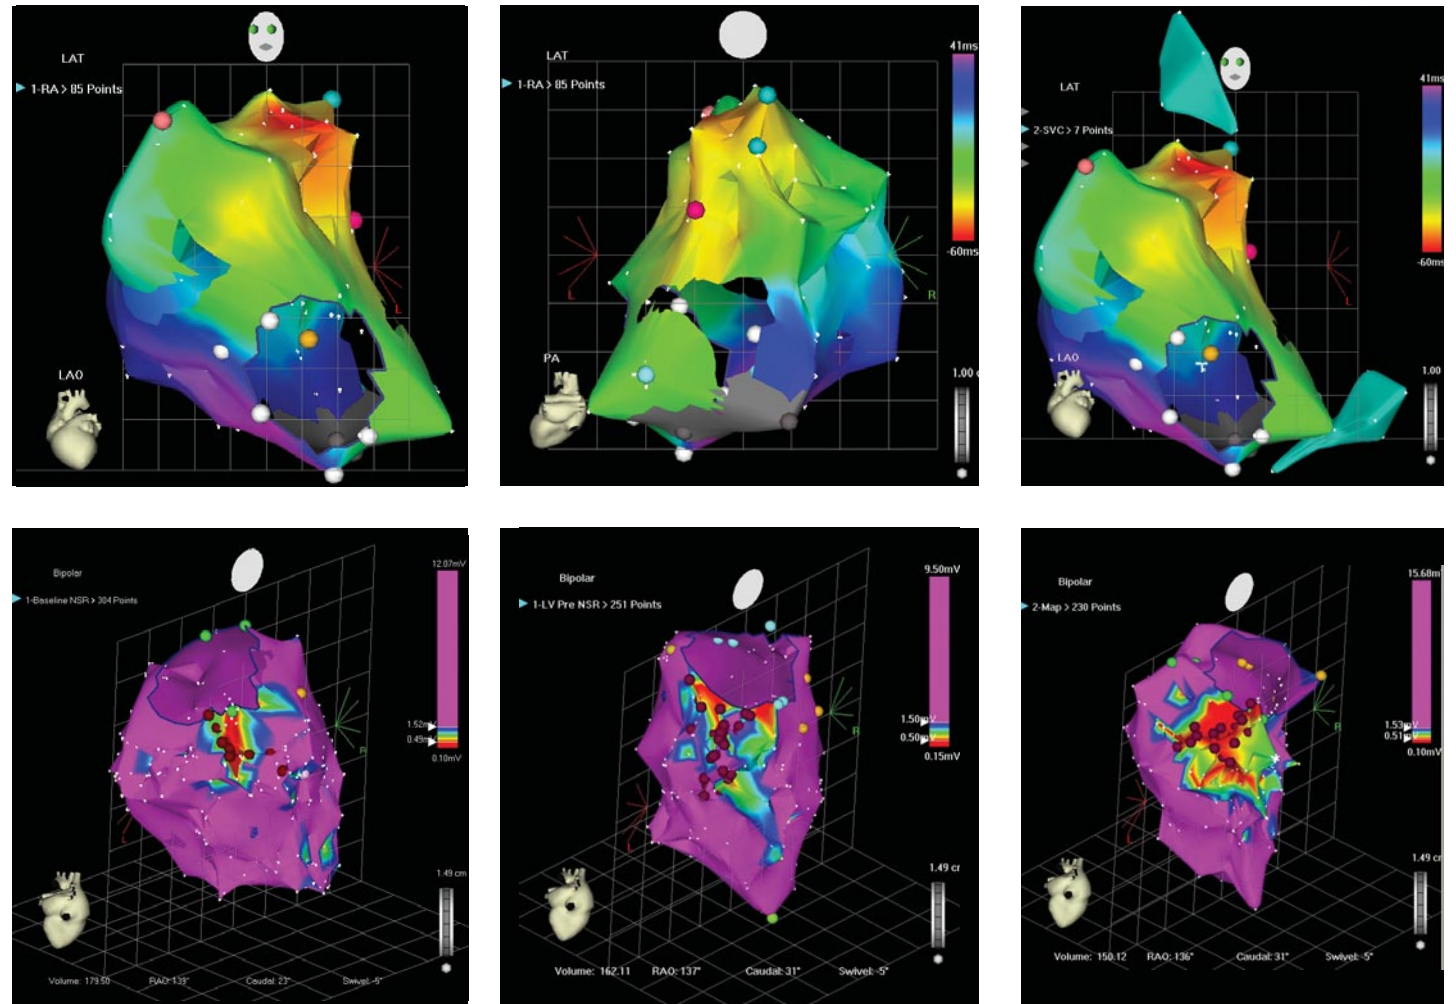 LAT
1-RA > 85 Points
L
LAO
LAT
1-RA > 85 Points
41ms
-60ms
L
R
PA
1.00 c
LAT
2-SVC > 7 Points
41ms
-60ms
L
LAO
1.00
Bipolar
1-Baseline NSR > 304 Points
12.07mV
1.52mV
0.49mV
0.10mV
R
L
1.49 cm
Volume: 179.50 RAO: 139° Caudal: 23° Swivel: -5°
Bipolar
1-LV Pre NSR > 251 Points
9.50mV
1.50mV
0.50mV
0.15mV
R
L
1.49 cr
Volume: 162.11 RAO: 137° Caudal: 31° Swivel: -5°
Bipolar
2-Map > 230 Points
15.68m
1.53mV
0.51mV
0.10mV
R
L
1.49 cr
Volume: 150.12 RAO: 136° Caudal: 31° Swivel: -5°